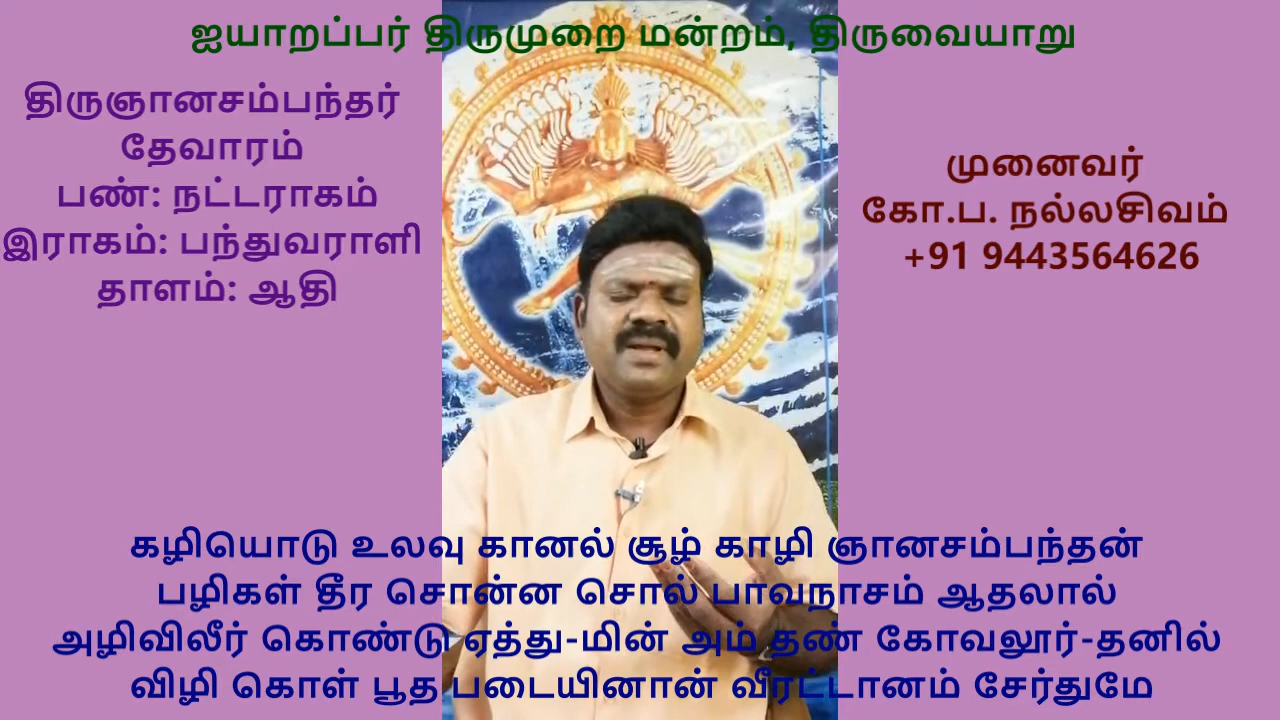 ஐயாறப்பர் திருமுறை மன்றம், திருவையாறு
திருஞானசம்பந்தர்
தேவாரம்
பண்: நட்டராகம்
இராகம்: பந்துவராளி
தாளம்: ஆதி
முனைவர்
கோ.ப. நல்லசிவம்
+91 9443564626
கழியொடு உலவு கானல் சூழ் காழி ஞானசம்பந்தன்
பழிகள் தீர சொன்ன சொல் பாவநாசம் ஆதலால்
அழிவிலீர் கொண்டு ஏத்து-மின் அம் தண் கோவலூர்-தனில்
விழி கொள் பூத படையினான் வீரட்டானம் சேர்துமே